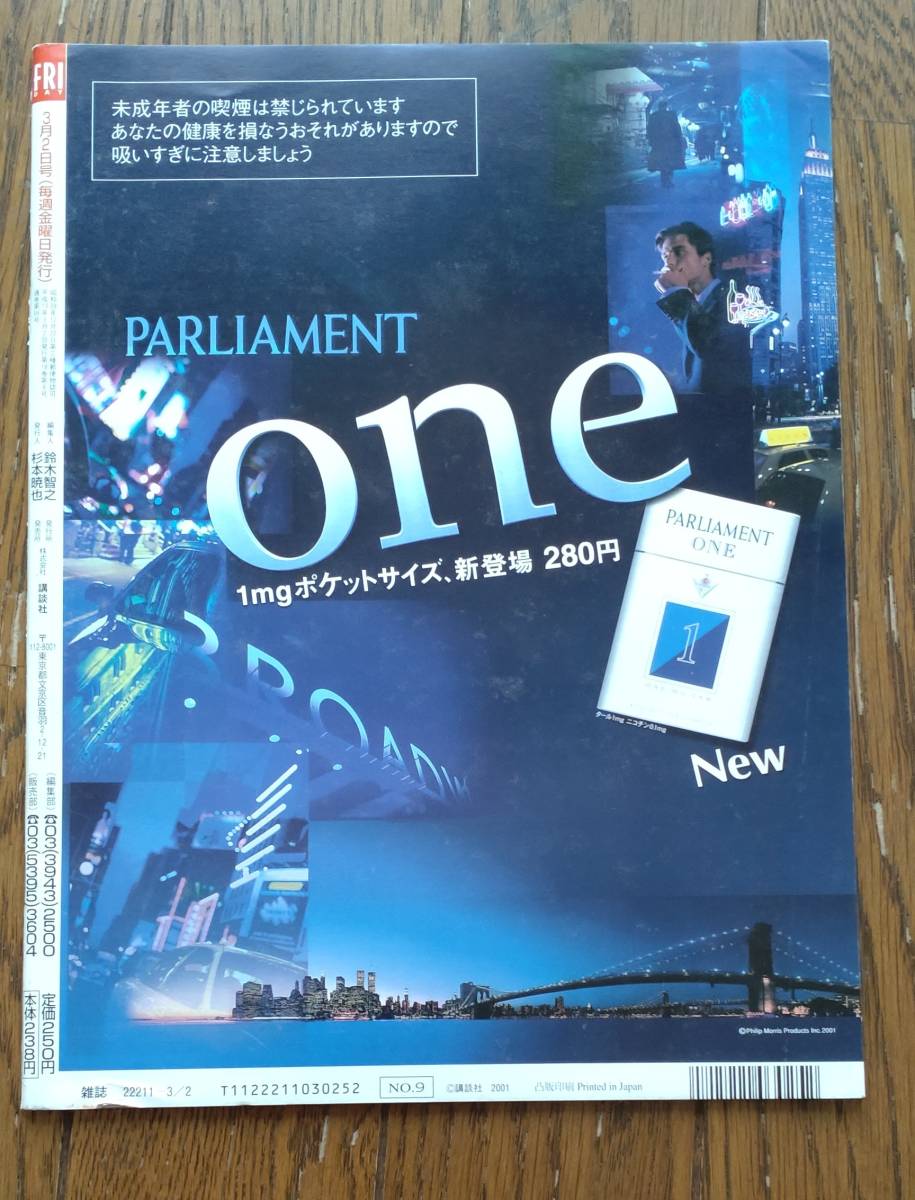 FRI
DAY
3月2日号(毎週金曜日発行)
編集人 鈴木智之
発行人 杉本暁也
発行所
発売所 株式会社 講談社
〒112-8001 東京都文京区音羽2-12-21
(編集部)☎03(3943)2500
(販売部)☎03(5395)3604
定価250円
本体238円
未成年者の喫煙は禁じられています
あなたの健康を損なうおそれがありますので
吸いすぎに注意しましょう
PARLIAMENT
one
1mgポケットサイズ、新登場 280円
PARLIAMENT
ONE
1
タール1mg ニコチン0.1mg
New
BROADW
©Philip Morris Products Inc.2001
雑誌 22211-3/2 T1122211030252 NO.9 ©講談社 2001 凸版印刷 Printed in Japan